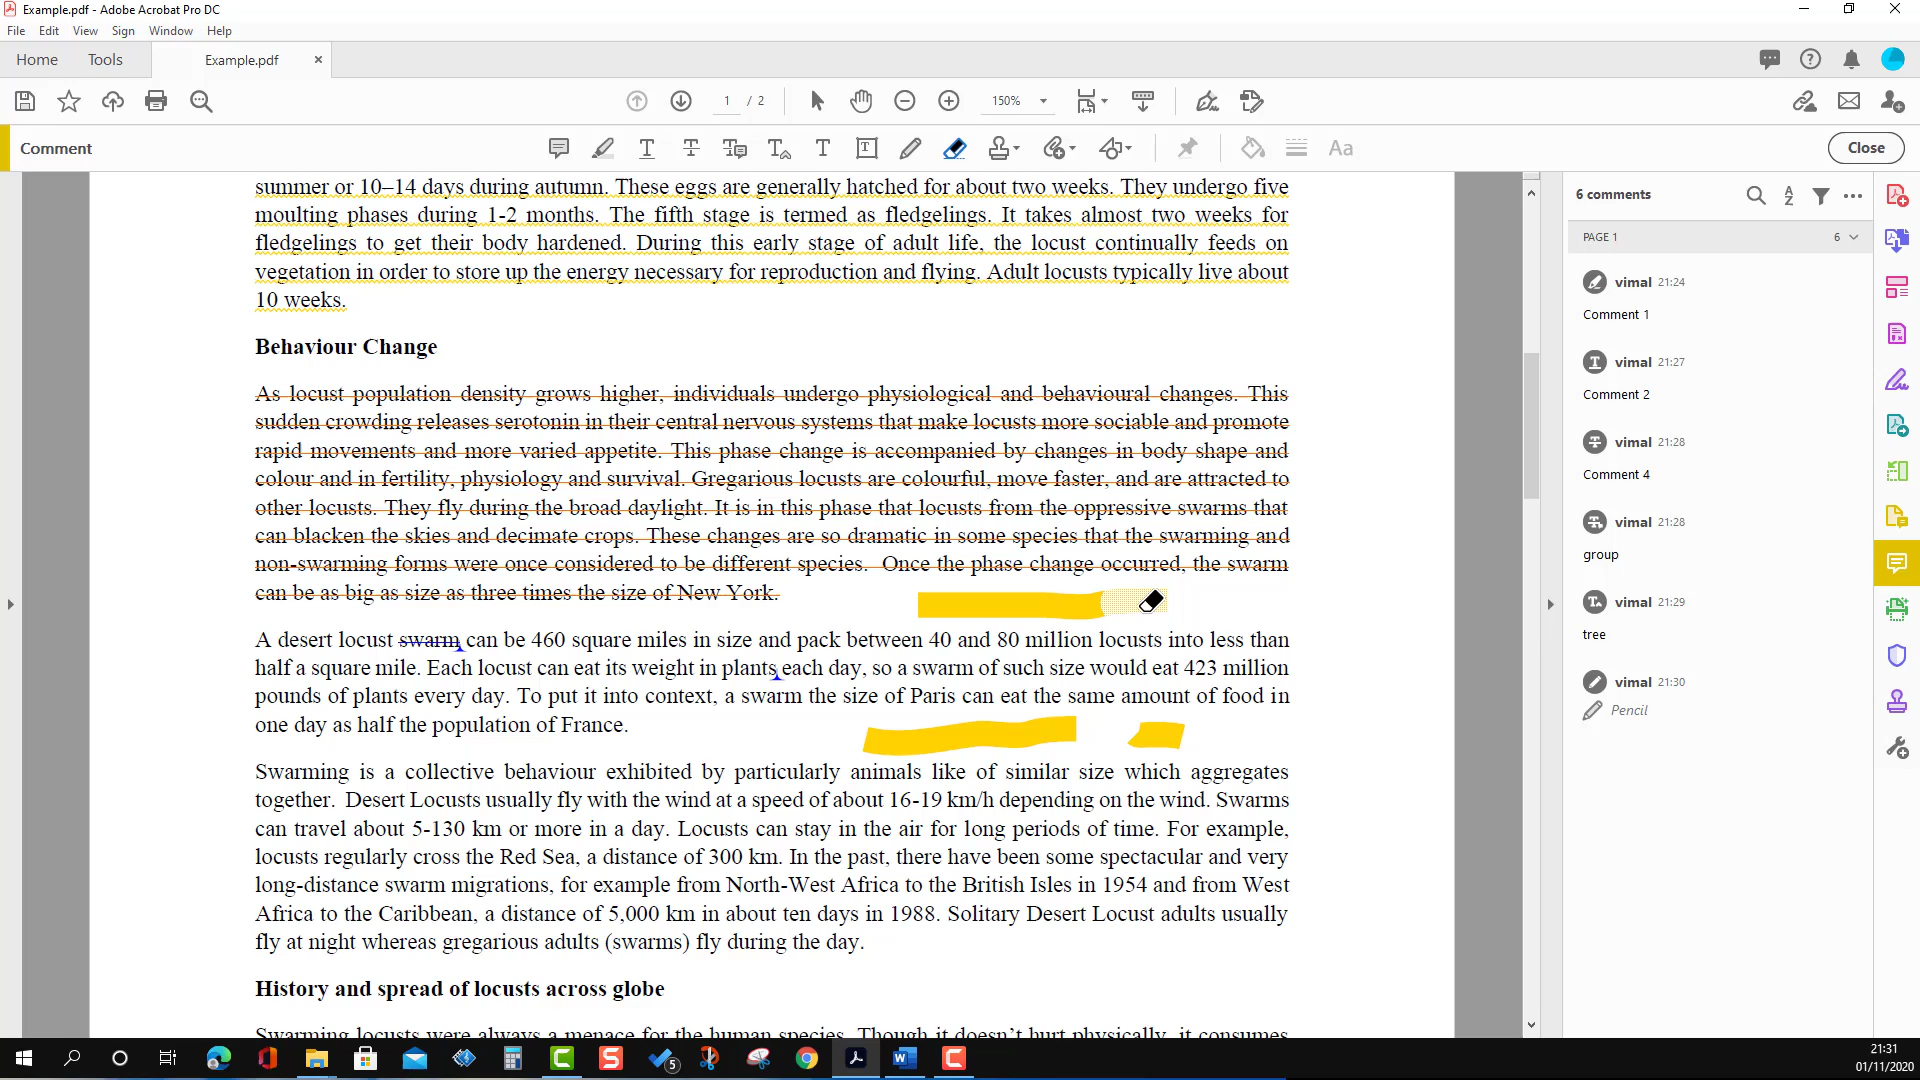 Example.pdf - Adobe Acrobat Pro DC
File Edit View Sign Window Help
Home Tools Example.pdf
1 / 2 150%
Comment Close
summer or 10–14 days during autumn. These eggs are generally hatched for about two weeks. They undergo five
moulting phases during 1-2 months. The fifth stage is termed as fledgelings. It takes almost two weeks for
fledgelings to get their body hardened. During this early stage of adult life, the locust continually feeds on
vegetation in order to store up the energy necessary for reproduction and flying. Adult locusts typically live about
10 weeks.
Behaviour Change
As locust population density grows higher, individuals undergo physiological and behavioural changes. This
sudden crowding releases serotonin in their central nervous systems that make locusts more sociable and promote
rapid movements and more varied appetite. This phase change is accompanied by changes in body shape and
colour and in fertility, physiology and survival. Gregarious locusts are colourful, move faster, and are attracted to
other locusts. They fly during the broad daylight. It is in this phase that locusts from the oppressive swarms that
can blacken the skies and decimate crops. These changes are so dramatic in some species that the swarming and
non-swarming forms were once considered to be different species. Once the phase change occurred, the swarm
can be as big as size as three times the size of New York.
A desert locust swarm can be 460 square miles in size and pack between 40 and 80 million locusts into less than
half a square mile. Each locust can eat its weight in plants each day, so a swarm of such size would eat 423 million
pounds of plants every day. To put it into context, a swarm the size of Paris can eat the same amount of food in
one day as half the population of France.
Swarming is a collective behaviour exhibited by particularly animals like of similar size which aggregates
together. Desert Locusts usually fly with the wind at a speed of about 16-19 km/h depending on the wind. Swarms
can travel about 5-130 km or more in a day. Locusts can stay in the air for long periods of time. For example,
locusts regularly cross the Red Sea, a distance of 300 km. In the past, there have been some spectacular and very
long-distance swarm migrations, for example from North-West Africa to the British Isles in 1954 and from West
Africa to the Caribbean, a distance of 5,000 km in about ten days in 1988. Solitary Desert Locust adults usually
fly at night whereas gregarious adults (swarms) fly during the day.
History and spread of locusts across globe
Swarming locusts were always a menace for the human species. Though it doesn't hurt physically, it consumes
6 comments
PAGE 1 6
vimal 21:24
Comment 1
vimal 21:27
Comment 2
vimal 21:28
Comment 4
vimal 21:28
group
vimal 21:29
tree
vimal 21:30
Pencil
5
21:31
01/11/2020